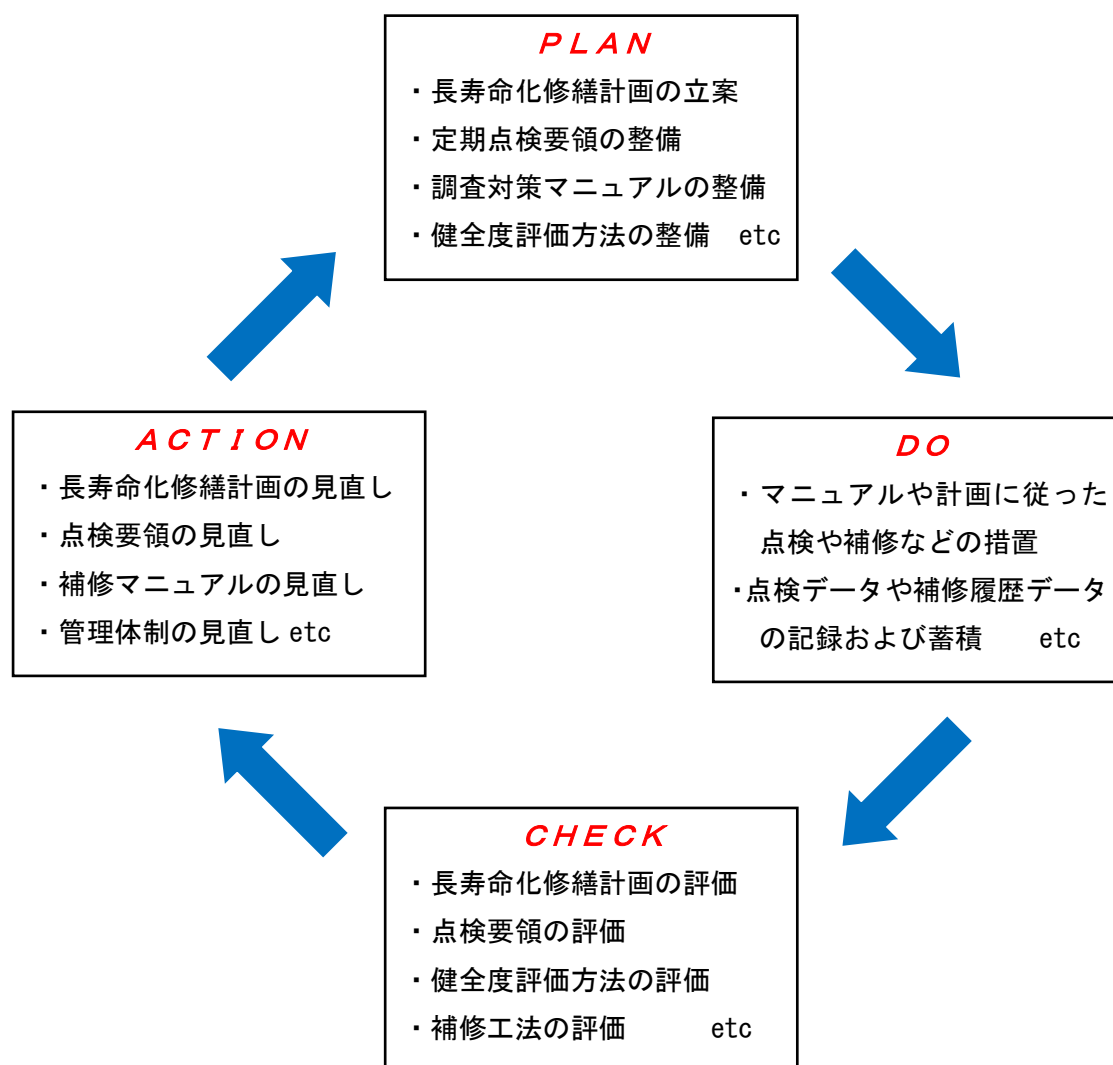 PLAN
・長寿命化修繕計画の立案
・定期点検要領の整備
・調査対策マニュアルの整備
・健全度評価方法の整備　etc
ACTION
・長寿命化修繕計画の見直し
・点検要領の見直し
・補修マニュアルの見直し
・管理体制の見直し etc
DO
・マニュアルや計画に従った
点検や補修などの措置
・点検データや補修履歴データ
の記録および蓄積　　etc
CHECK
・長寿命化修繕計画の評価
・点検要領の評価
・健全度評価方法の評価
・補修工法の評価　　　etc